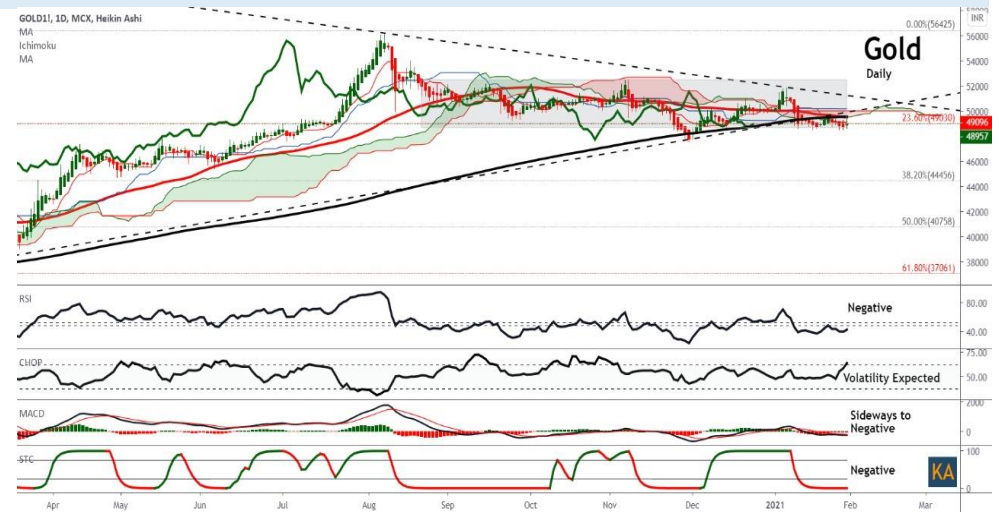 GOLD1!, 1D, MCX, Heikin Ashi
MA
Ichimoku
MA
INR
Gold
Daily
0.00%(56425)
56000
54000
52000
50000
23.60%(49030)
49096
48957
46000
38.20%(44456)
44000
42000
50.00%(40758)
40000
38000
61.80%(37061)
RSI
Negative
80.00
40.00
CHOP
Volatility Expected
75.00
50.00
MACD
Sideways to
Negative
2000
0
STC
Negative
KA
100
0
Apr May Jun Jul Aug Sep Oct Nov Dec 2021 Feb Mar